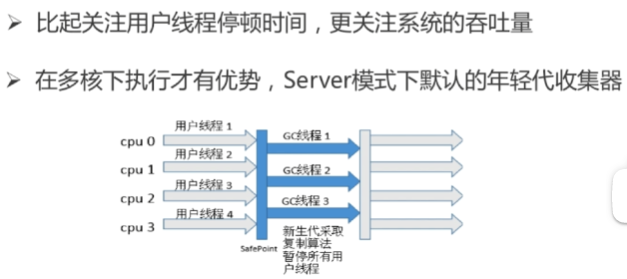 比起关注用户线程停顿时间，更关注系统的吞吐量
在多核下执行才有优势，Server模式下默认的年轻代收集器
用户线程 1
GC线程 1
cpu 0
用户线程 2
cpu 1
GC线程 2
用户线程 3
cpu 2
GC线程 3
用户线程 4
cpu 3
SafePoint
新生代采取
复制算法
暂停所有用
户线程